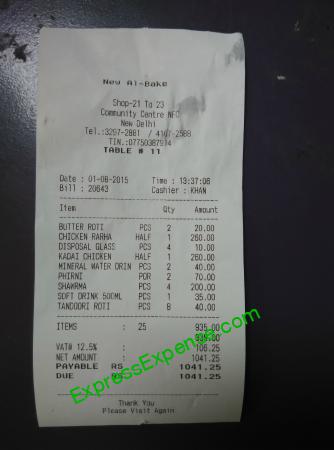 New Al-Bake
Shop-21 To 23
Community Centre NFC
New Delhi
Tel.:3297-2881 / 4107-2588
TIN.:07750387914
TABLE # 11
Date : 01-08-2015 Time : 13:37:06
Bill : 20643 Cashier : KHAN
Item Qty Amount
BUTTER ROTI PCS 2 20.00
CHICKEN RARHA HALF 1 260.00
DISPOSAL GLASS PCS 4 10.00
KADAI CHICKEN HALF 1 260.00
MINERAL WATER DRIN PCS 2 40.00
PHIRNI POR 2 70.00
SHAWRMA PCS 4 200.00
SOFT DRINK 500ML PCS 1 35.00
TANDOORI ROTI PCS 8 40.00
ITEMS : 25 935.00
VAT# 12.5% : 106.25
NET AMOUNT : 1041.25
PAYABLE RS 1041.25
DUE RS 1041.25
Thank You
Please Visit Again
ExpressExpense.com